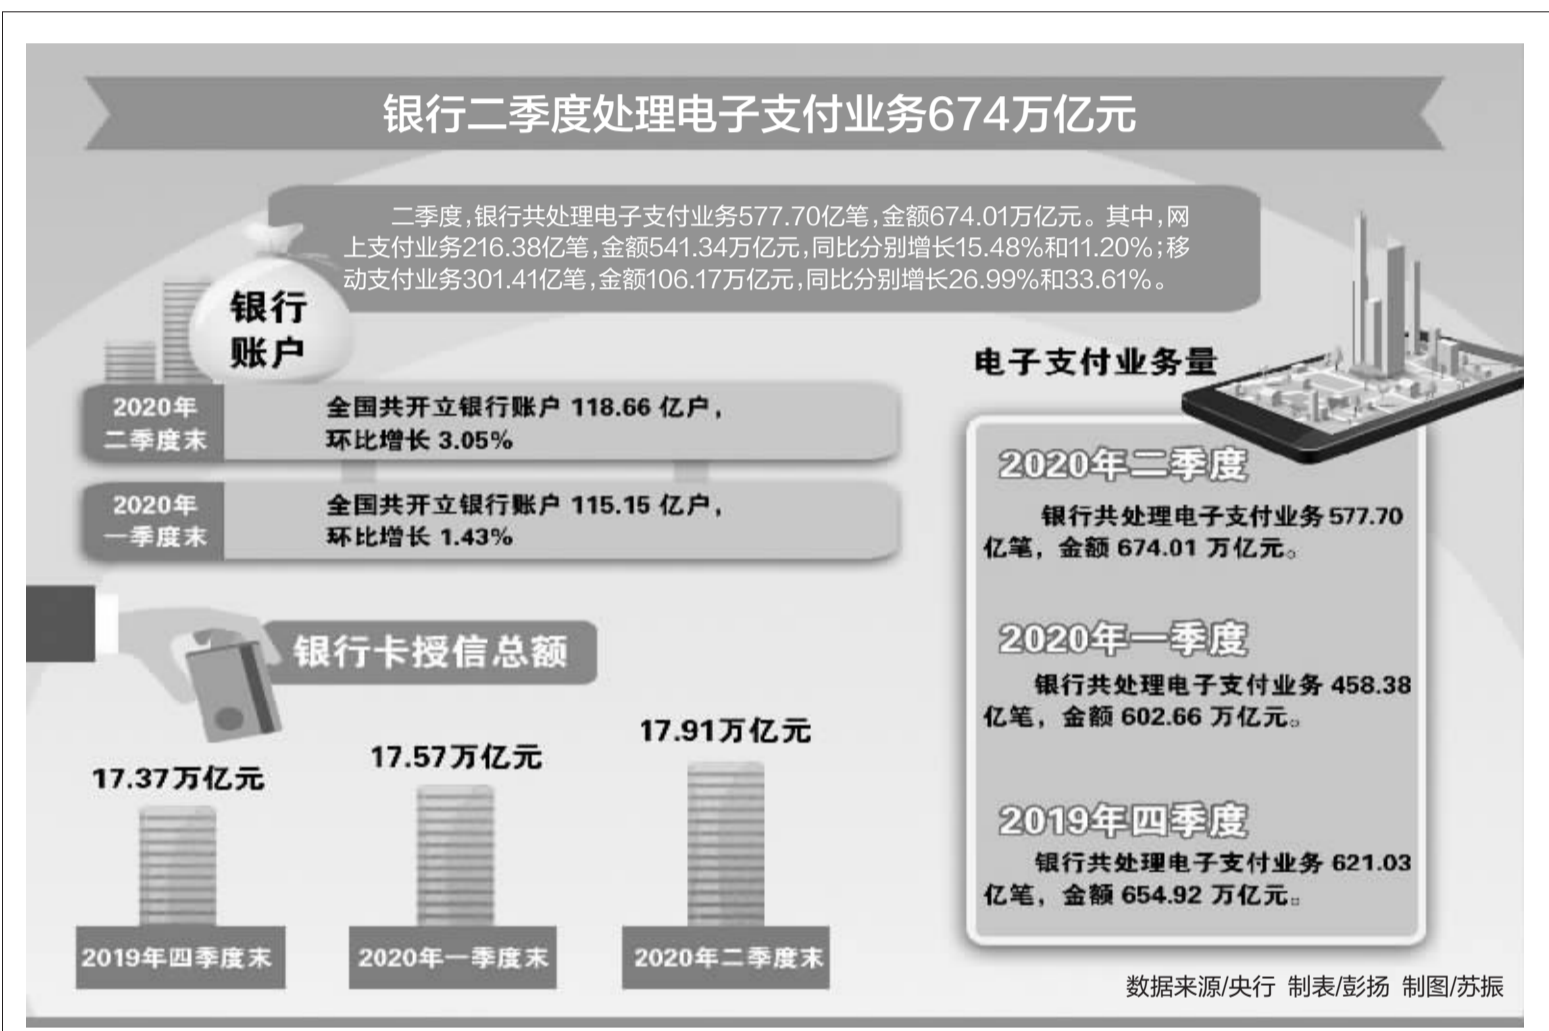 银行二季度处理电子支付业务674万亿元
二季度，银行共处理电子支付业务577.70亿笔，金额674.01万亿元。其中，网
上支付业务216.38亿笔，金额541.34万亿元，同比分别增长15.48%和11.20%；移
动支付业务301.41亿笔，金额106.17万亿元，同比分别增长26.99%和33.61%。
银行
账户
2020年
二季度末
全国共开立银行账户 118.66 亿户，
环比增长 3.05%
2020年
一季度末
全国共开立银行账户 115.15 亿户，
环比增长 1.43%
银行卡授信总额
17.37万亿元
17.57万亿元
17.91万亿元
2019年四季度末
2020年一季度末
2020年二季度末
电子支付业务量
2020年二季度
银行共处理电子支付业务 577.70
亿笔，金额 674.01 万亿元。
2020年一季度
银行共处理电子支付业务 458.38
亿笔，金额 602.66 万亿元。
2019年四季度
银行共处理电子支付业务 621.03
亿笔，金额 654.92 万亿元。
数据来源/央行 制表/彭扬 制图/苏振